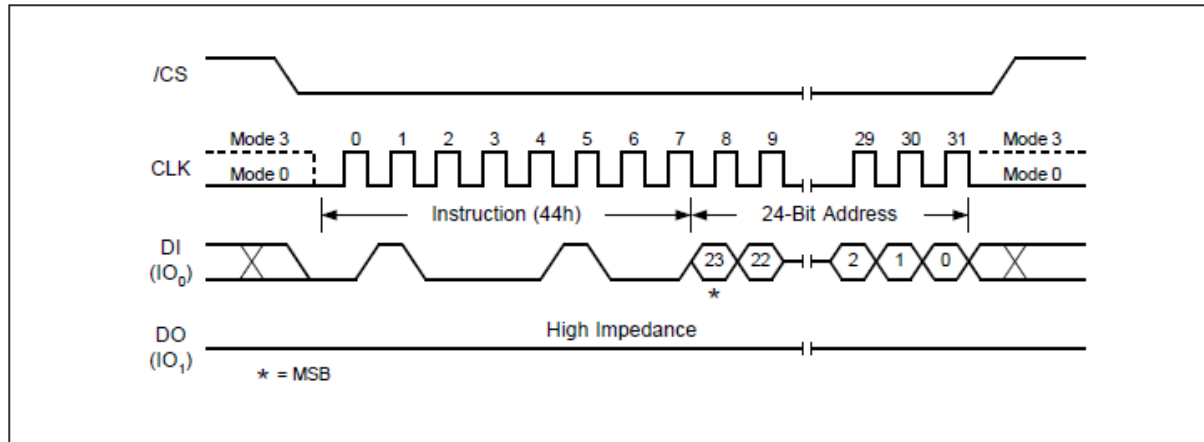 /CS
Mode 3 0 1 2 3 4 5 6 7 8 9 29 30 31 Mode 3
CLK Mode 0 Mode 0
Instruction (44h) 24-Bit Address
DI
(IO0) 23 22 2 1 0
*
DO High Impedance
(IO1)
* = MSB